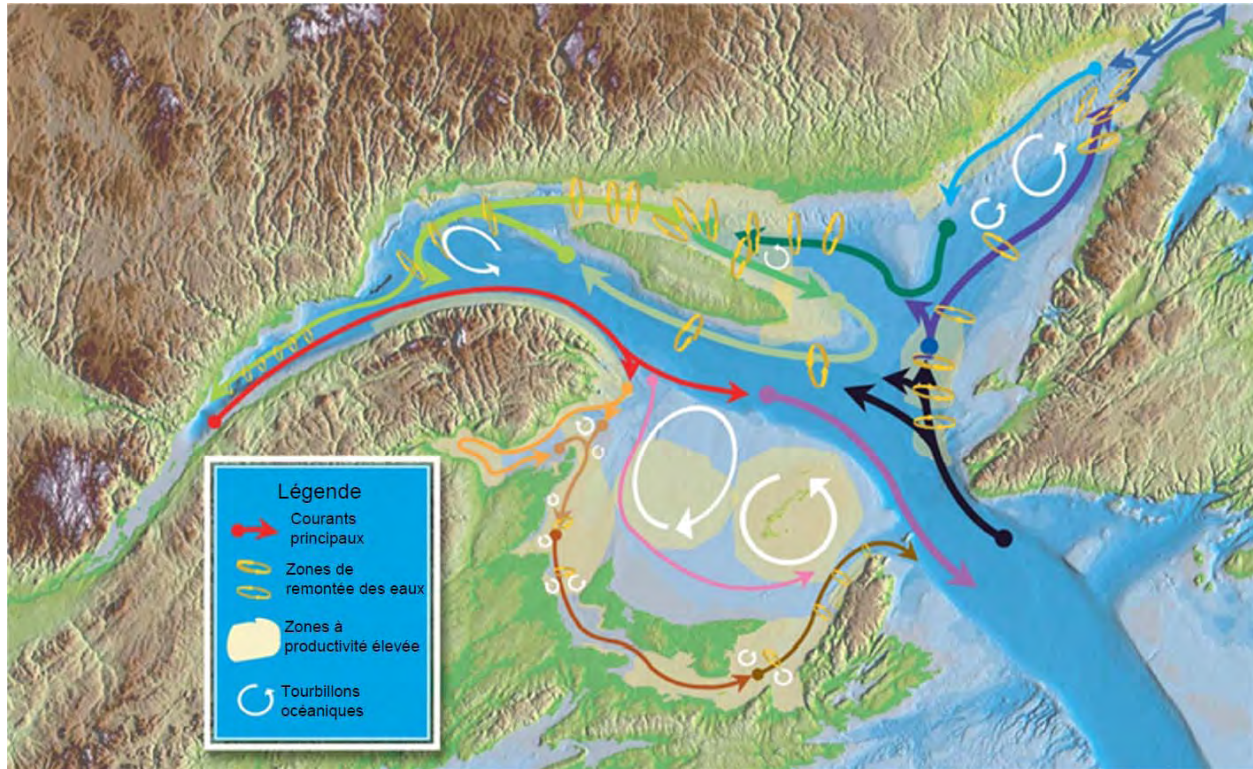 Légende
Courants
principaux
Zones de
remontée des eaux
Zones à
productivité élevée
Tourbillons
océaniques